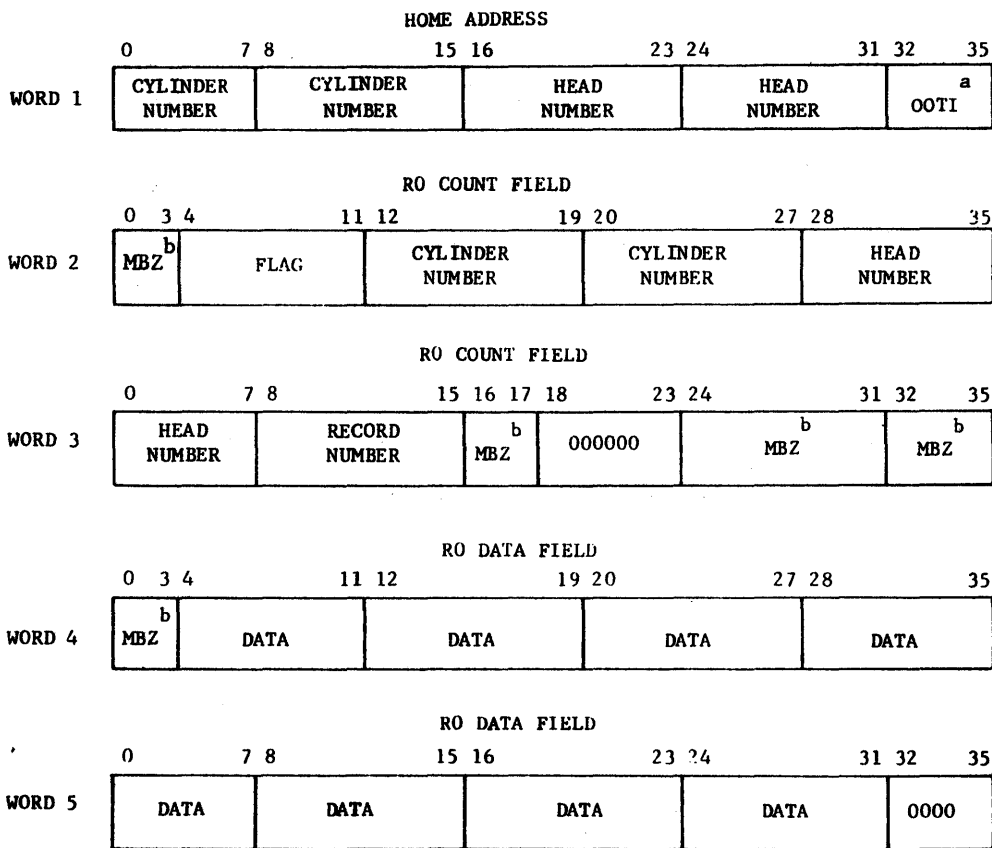 HOME ADDRESS
0 7 8 15 16 23 24 31 32 35
WORD 1 CYLINDER NUMBER CYLINDER NUMBER HEAD NUMBER HEAD NUMBER OOTI a
RO COUNT FIELD
0 3 4 11 12 19 20 27 28 35
WORD 2 MBZ b FLAG CYLINDER NUMBER CYLINDER NUMBER HEAD NUMBER
RO COUNT FIELD
0 7 8 15 16 17 18 23 24 31 32 35
WORD 3 HEAD NUMBER RECORD NUMBER MBZ b 000000 MBZ b MBZ b
RO DATA FIELD
0 3 4 11 12 19 20 27 28 35
WORD 4 MBZ b DATA DATA DATA DATA
RO DATA FIELD
0 7 8 15 16 23 24 31 32 35
WORD 5 DATA DATA DATA DATA 0000